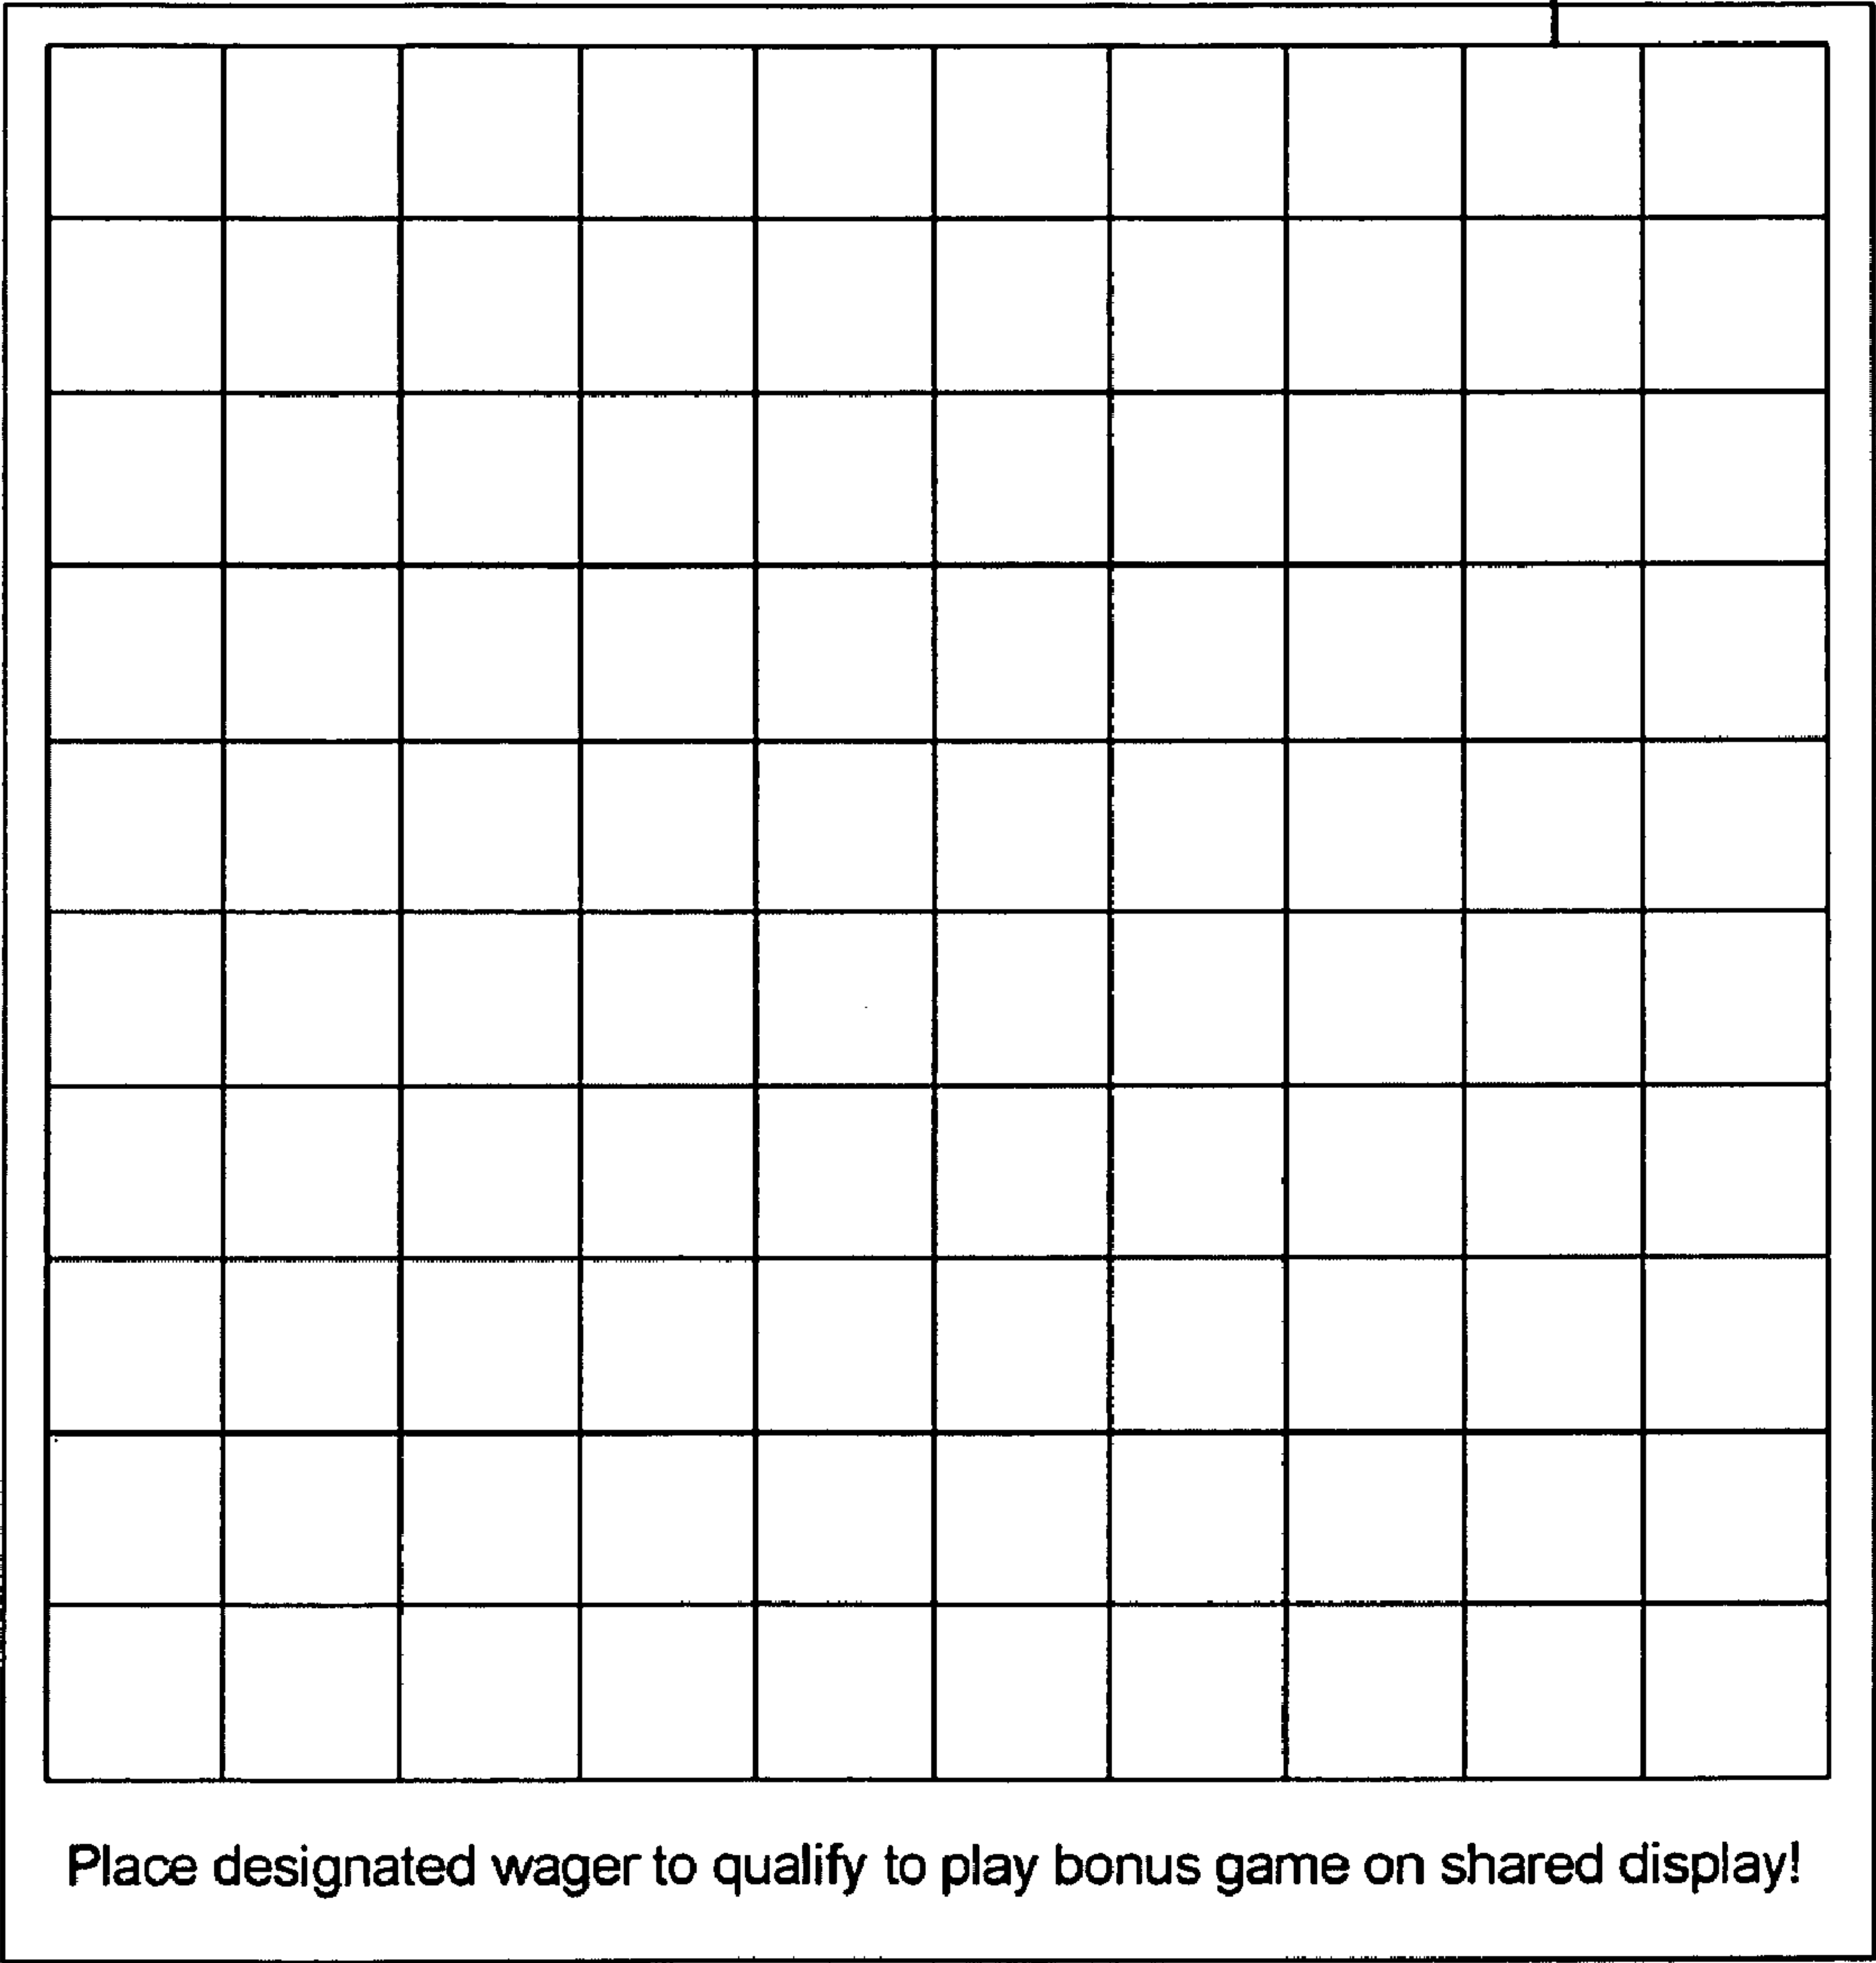 Place designated wager to qualify to play bonus game on shared display!